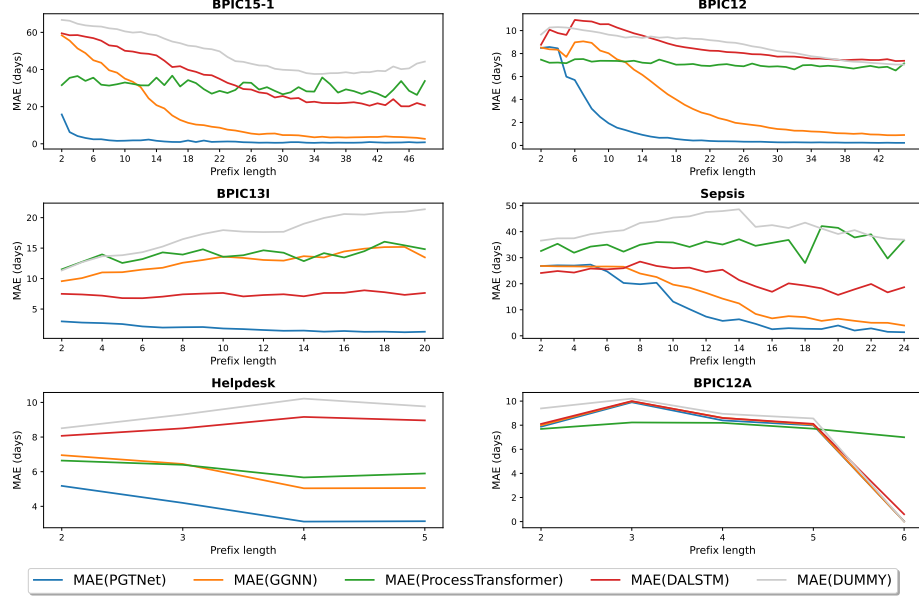 BPIC15-1
MAE (days)
60
40
20
0
2 6 10 14 18 22 26 30 34 38 42 46
Prefix length
BPIC12
MAE (days)
10
8
6
4
2
0
2 6 10 14 18 22 26 30 34 38 42
Prefix length
BPIC13I
MAE (days)
20
15
10
5
2 4 6 8 10 12 14 16 18 20
Prefix length
Sepsis
MAE (days)
50
40
30
20
10
0
2 4 6 8 10 12 14 16 18 20 22 24
Prefix length
Helpdesk
MAE (days)
10
8
6
4
2 3 4 5
Prefix length
BPIC12A
MAE (days)
10
8
6
4
2
0
2 3 4 5 6
Prefix length
MAE(PGTNet) MAE(GGNN) MAE(ProcessTransformer) MAE(DALSTM) MAE(DUMMY)